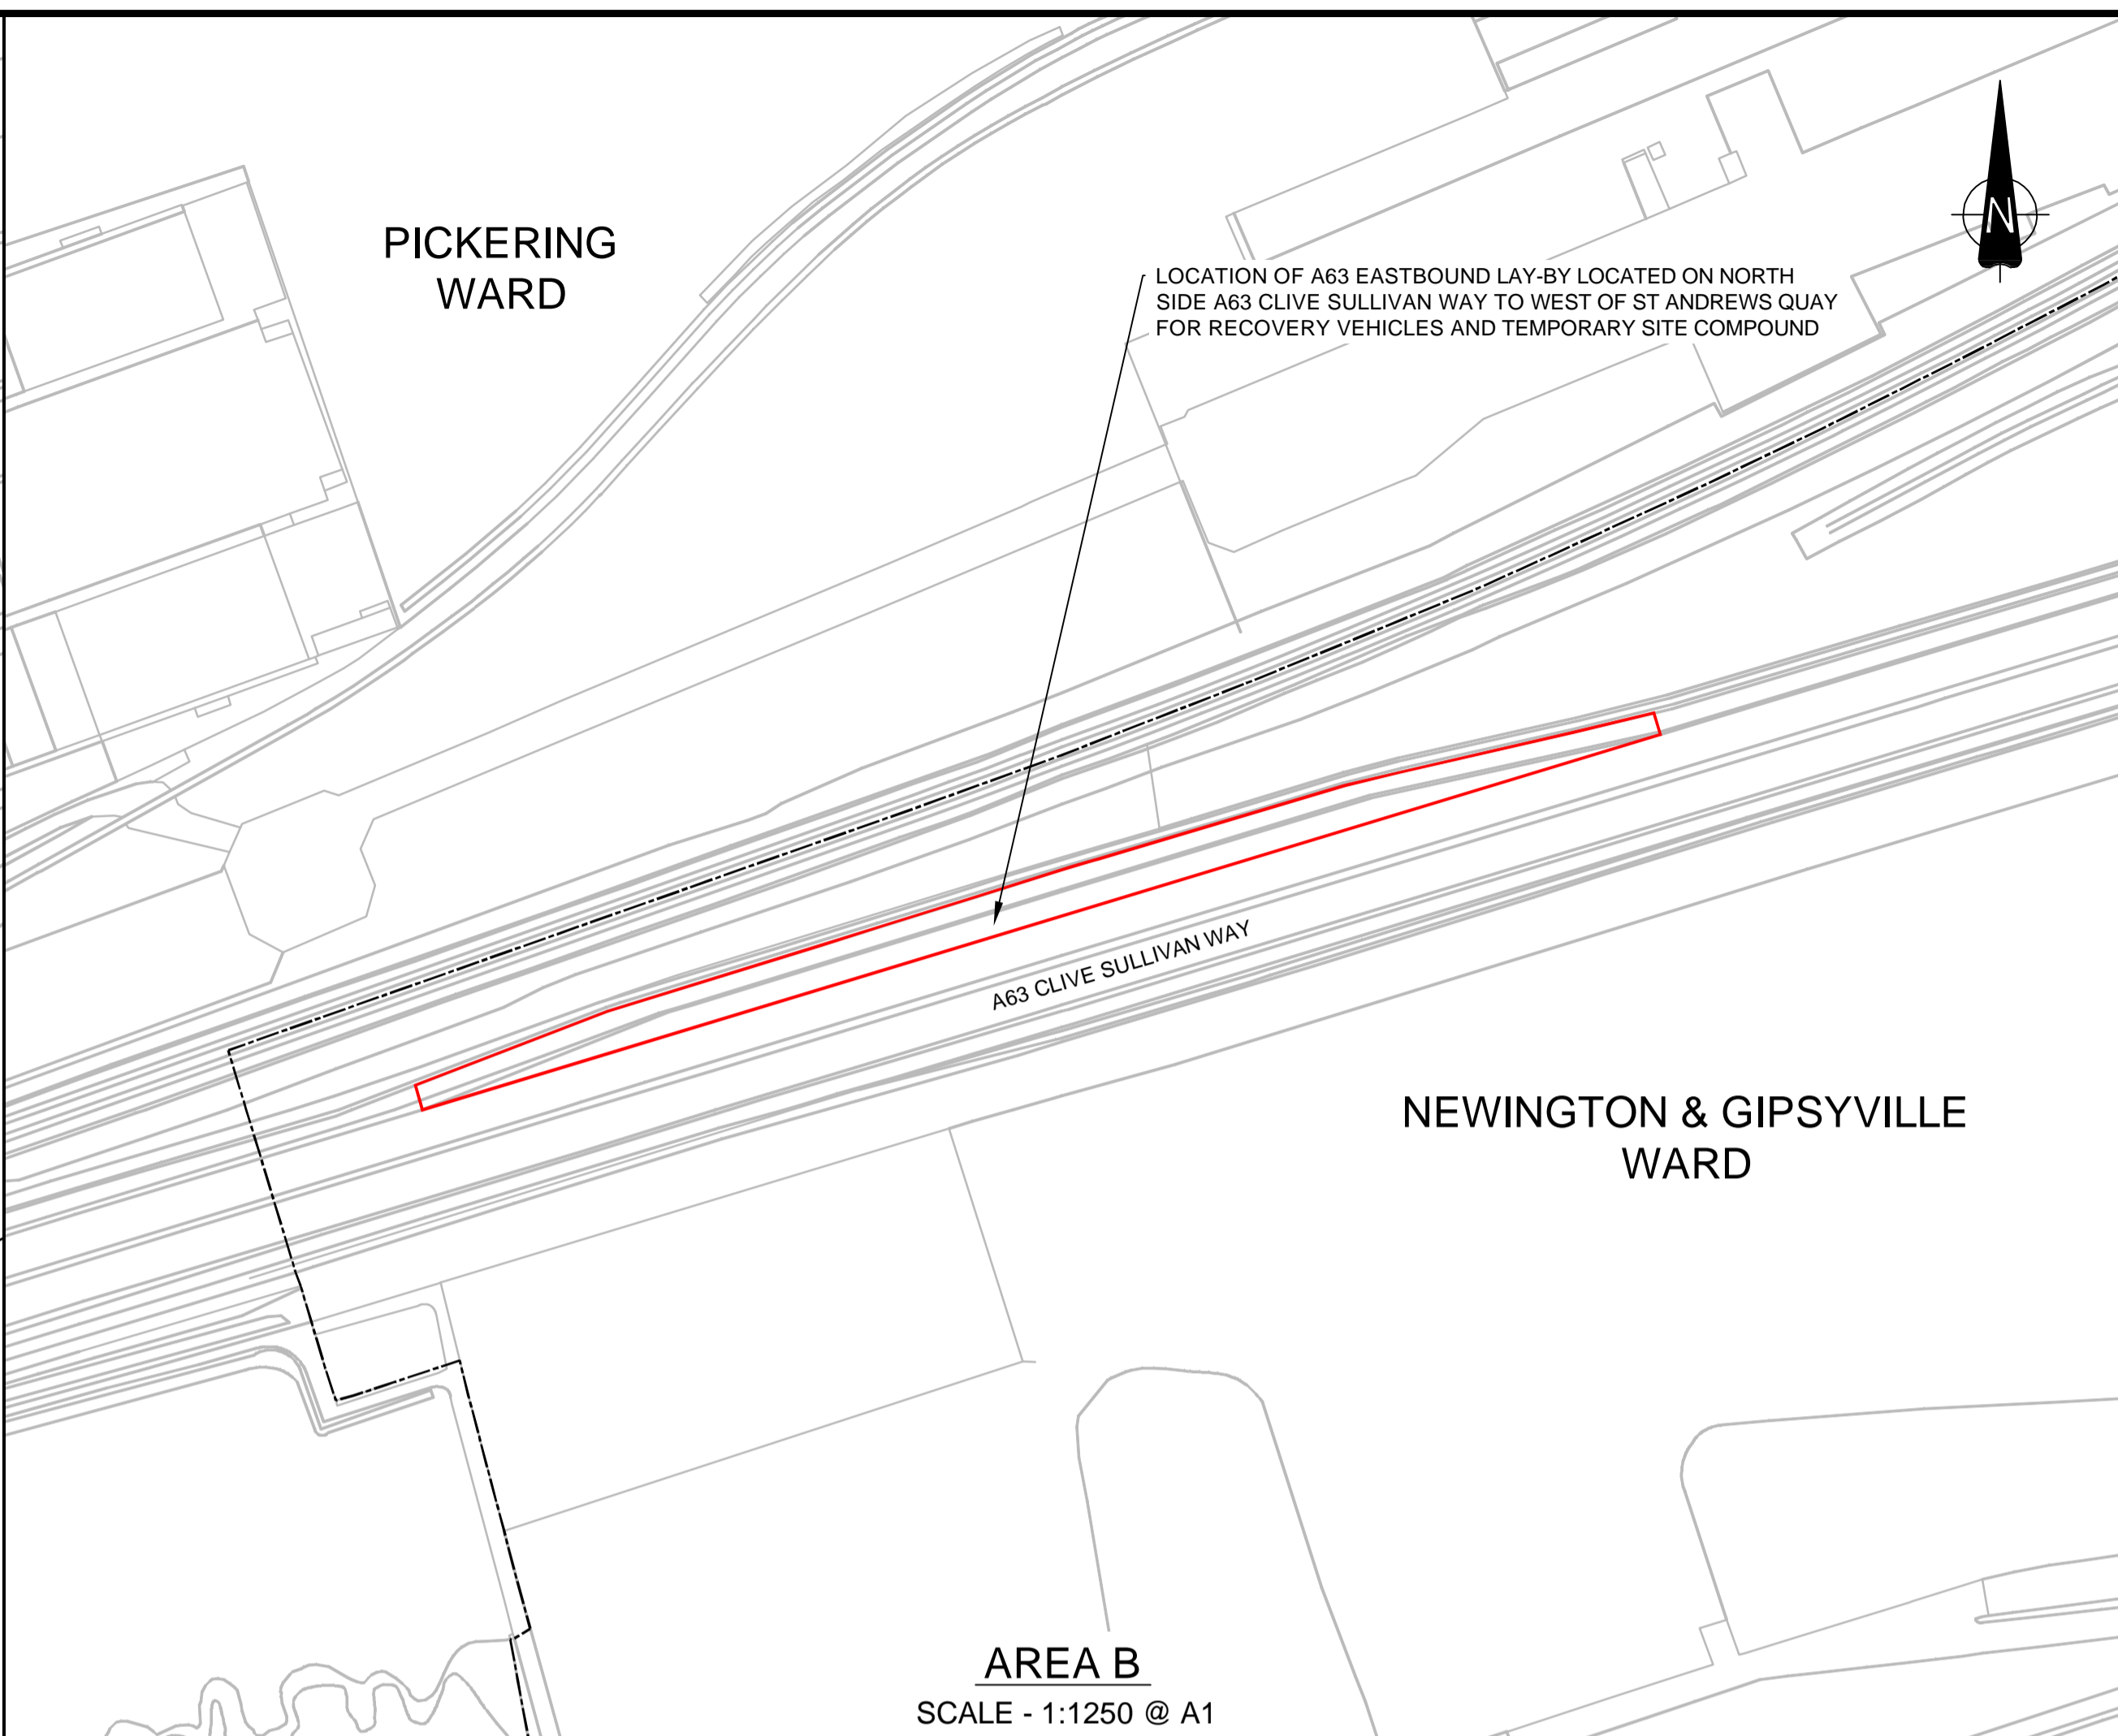 PICKERING
WARD
N
LOCATION OF A63 EASTBOUND LAY-BY LOCATED ON NORTH
SIDE A63 CLIVE SULLIVAN WAY TO WEST OF ST ANDREWS QUAY
FOR RECOVERY VEHICLES AND TEMPORARY SITE COMPOUND
A63 CLIVE SULLIVAN WAY
NEWINGTON & GIPSYVILLE
WARD
AREA B
SCALE - 1:1250 @ A1